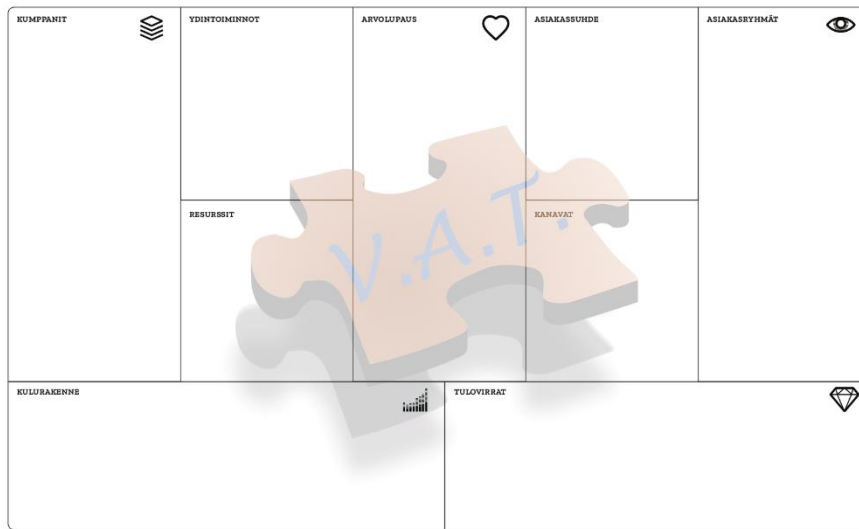 KUMPPANIT
YDINTOIMINNOT
ARVOLUPAUS
ASIAKASSUHDE
ASIAKASRYHMÄT
RESURSSIT
KANAVAT
V.A.T.
KULURAKENNE
TULOVIRRAT